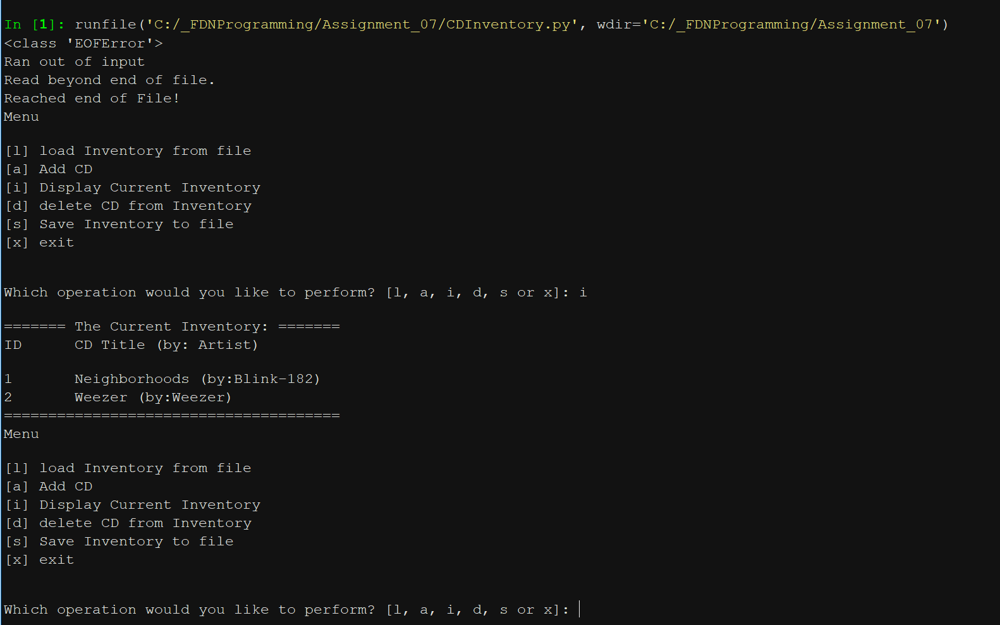 In [1]: runfile('C:/_FDNProgramming/Assignment_07/CDInventory.py', wdir='C:/_FDNProgramming/Assignment_07')
<class 'EOFError'>
Ran out of input
Read beyond end of file.
Reached end of File!
Menu
[l] load Inventory from file
[a] Add CD
[i] Display Current Inventory
[d] delete CD from Inventory
[s] Save Inventory to file
[x] exit
Which operation would you like to perform? [l, a, i, d, s or x]: i
======= The Current Inventory: =======
ID      CD Title (by: Artist)
1       Neighborhoods (by:Blink-182)
2       Weezer (by:Weezer)
======================================
Menu
[l] load Inventory from file
[a] Add CD
[i] Display Current Inventory
[d] delete CD from Inventory
[s] Save Inventory to file
[x] exit
Which operation would you like to perform? [l, a, i, d, s or x]: